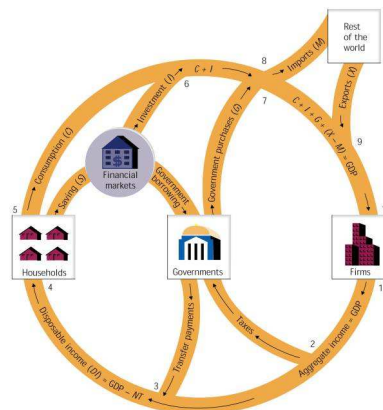 Rest
of the
world
8
Imports (M)
C + I
6
7
Investment (I)
Exports (X)
9
C + I + G + (X – M) = GDP
Government purchases (G)
Consumption (C)
$
Financial
markets
Saving (S)
Government
borrowing
5
Households
4
Governments
Firms
1
Disposable income (DI) = GDP – NT
Transfer payments
Taxes
2
Aggregate income = GDP
3